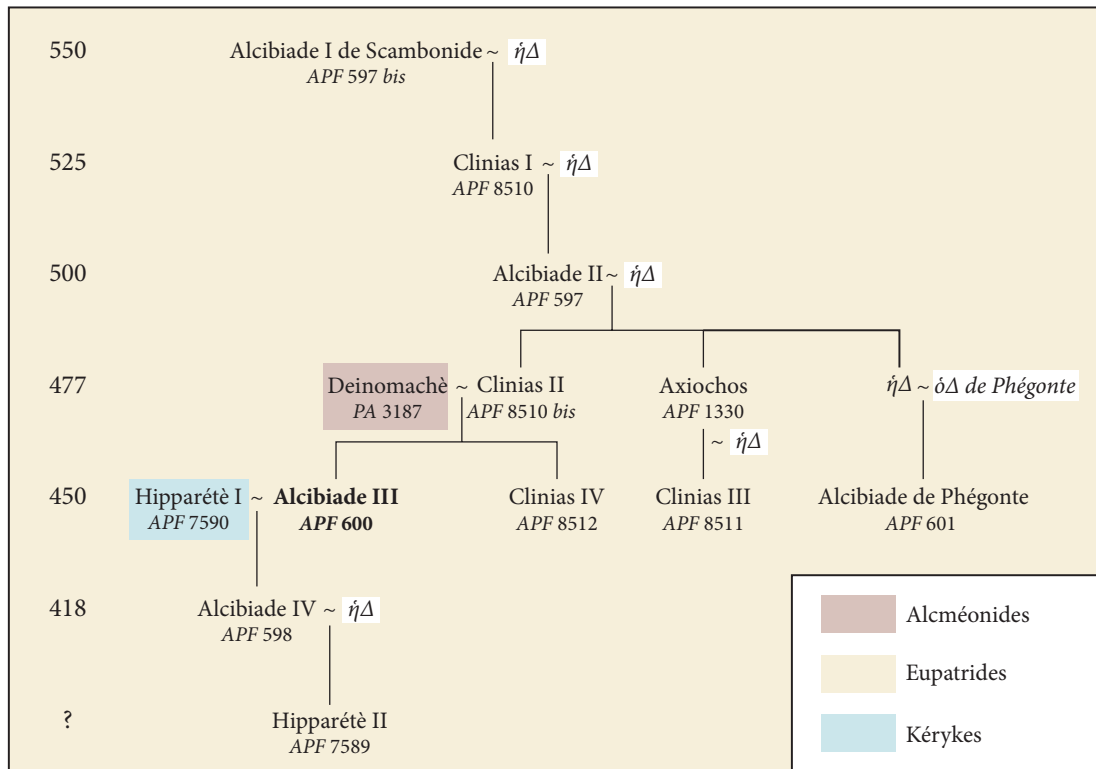 550
Alcibiade I de Scambonide ~ ἡΔ
APF 597 bis
525
Clinias I ~ ἡΔ
APF 8510
500
Alcibiade II ~ ἡΔ
APF 597
477
Deinomachè ~ Clinias II
PA 3187
APF 8510 bis
Axiochos
APF 1330
~ ἡΔ
ἡΔ ~ ὁΔ de Phégonte
450
Hipparétè I ~ Alcibiade III
APF 7590
APF 600
Clinias IV
APF 8512
Clinias III
APF 8511
Alcibiade de Phégonte
APF 601
418
Alcibiade IV ~ ἡΔ
APF 598
?
Hipparétè II
APF 7589
Alcméonides
Eupatrides
Kérykes